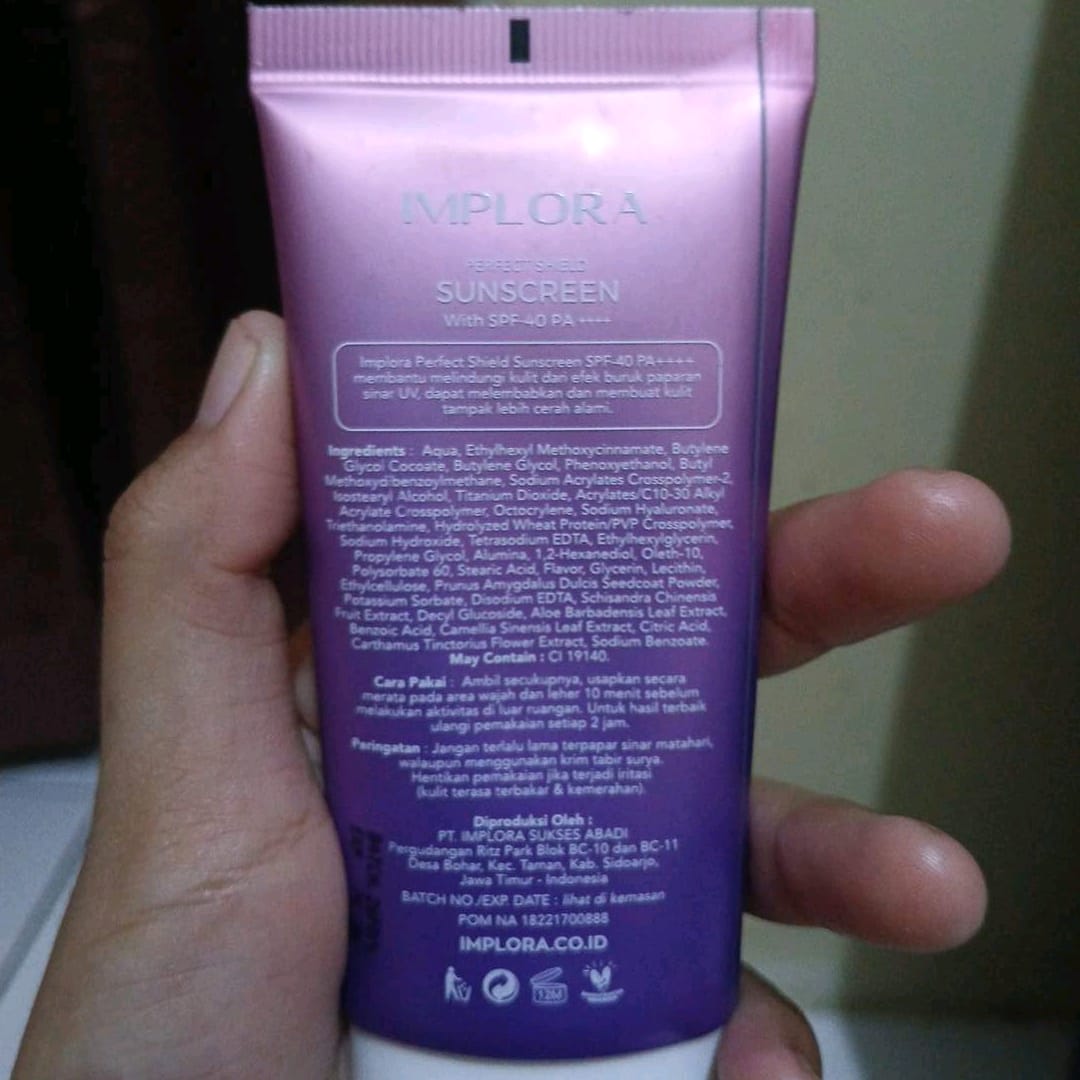 IMPLORA
PERFECT SHIELD
SUNSCREEN
With SPF-40 PA ++++
Implora Perfect Shield Sunscreen SPF-40 PA++++
membantu melindungi kulit dari efek buruk paparan
sinar UV, dapat melembabkan dan membuat kulit
tampak lebih cerah alami.
Ingredients : Aqua, Ethylhexyl Methoxycinnamate, Butylene
Glycol Cocoate, Butylene Glycol, Phenoxyethanol, Butyl
Methoxydibenzoylmethane, Sodium Acrylates Crosspolymer-2,
Isostearyl Alcohol, Titanium Dioxide, Acrylates/C10-30 Alkyl
Acrylate Crosspolymer, Octocrylene, Sodium Hyaluronate,
Triethanolamine, Hydrolyzed Wheat Protein/PVP Crosspolymer,
Sodium Hydroxide, Tetrasodium EDTA, Ethylhexylglycerin,
Propylene Glycol, Alumina, 1,2-Hexanediol, Oleth-10,
Polysorbate 60, Stearic Acid, Flavor, Glycerin, Lecithin,
Ethylcellulose, Prunus Amygdalus Dulcis Seedcoat Powder,
Potassium Sorbate, Disodium EDTA, Schisandra Chinensis
Fruit Extract, Decyl Glucoside, Aloe Barbadensis Leaf Extract,
Benzoic Acid, Camellia Sinensis Leaf Extract, Citric Acid,
Carthamus Tinctorius Flower Extract, Sodium Benzoate.
May Contain : CI 19140.
Cara Pakai : Ambil secukupnya, usapkan secara
merata pada area wajah dan leher 10 menit sebelum
melakukan aktivitas di luar ruangan. Untuk hasil terbaik
ulangi pemakaian setiap 2 jam.
Peringatan : Jangan terlalu lama terpapar sinar matahari,
walaupun menggunakan krim tabir surya.
Hentikan pemakaian jika terjadi iritasi
(kulit terasa terbakar & kemerahan).
Diproduksi Oleh :
PT. IMPLORA SUKSES ABADI
Pergudangan Ritz Park Blok BC-10 dan BC-11
Desa Bohar, Kec. Taman, Kab. Sidoarjo,
Jawa Timur - Indonesia
BATCH NO./EXP. DATE : lihat di kemasan
POM NA 18221700888
IMPLORA.CO.ID
12M